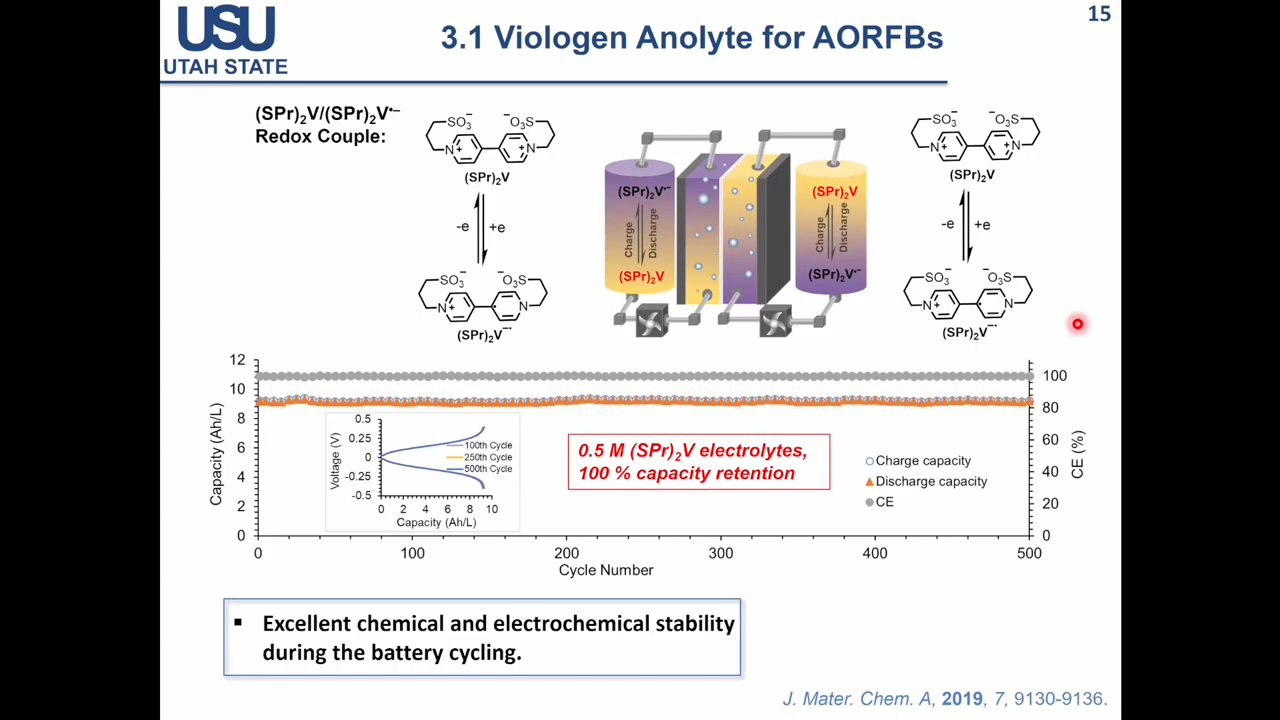 USU
UTAH STATE
3.1 Viologen Anolyte for AORFBs
15
(SPr)₂V/(SPr)₂V•–
Redox Couple:
SO₃⁻ ⁻O₃S
N⁺ ⁺N
(SPr)₂V
-e +e
SO₃⁻ ⁻O₃S
N⁺ N
(SPr)₂V⁻•
(SPr)₂V•–
Charge
Discharge
(SPr)₂V
(SPr)₂V
Charge
Discharge
(SPr)₂V•–
SO₃⁻ ⁻O₃S
N⁺ ⁺N
(SPr)₂V
-e +e
SO₃⁻ ⁻O₃S
N⁺ N
(SPr)₂V⁻•
Capacity (Ah/L)
12
10
8
6
4
2
0
0 100 200 300 400 500
Cycle Number
CE (%)
100
80
60
40
20
0
Voltage (V)
0.5
0.25
0
-0.25
-0.5
0 2 4 6 8 10
Capacity (Ah/L)
100th Cycle
250th Cycle
500th Cycle
0.5 M (SPr)₂V electrolytes,
100 % capacity retention
Charge capacity
Discharge capacity
CE
▪ Excellent chemical and electrochemical stability
during the battery cycling.
J. Mater. Chem. A, 2019, 7, 9130-9136.